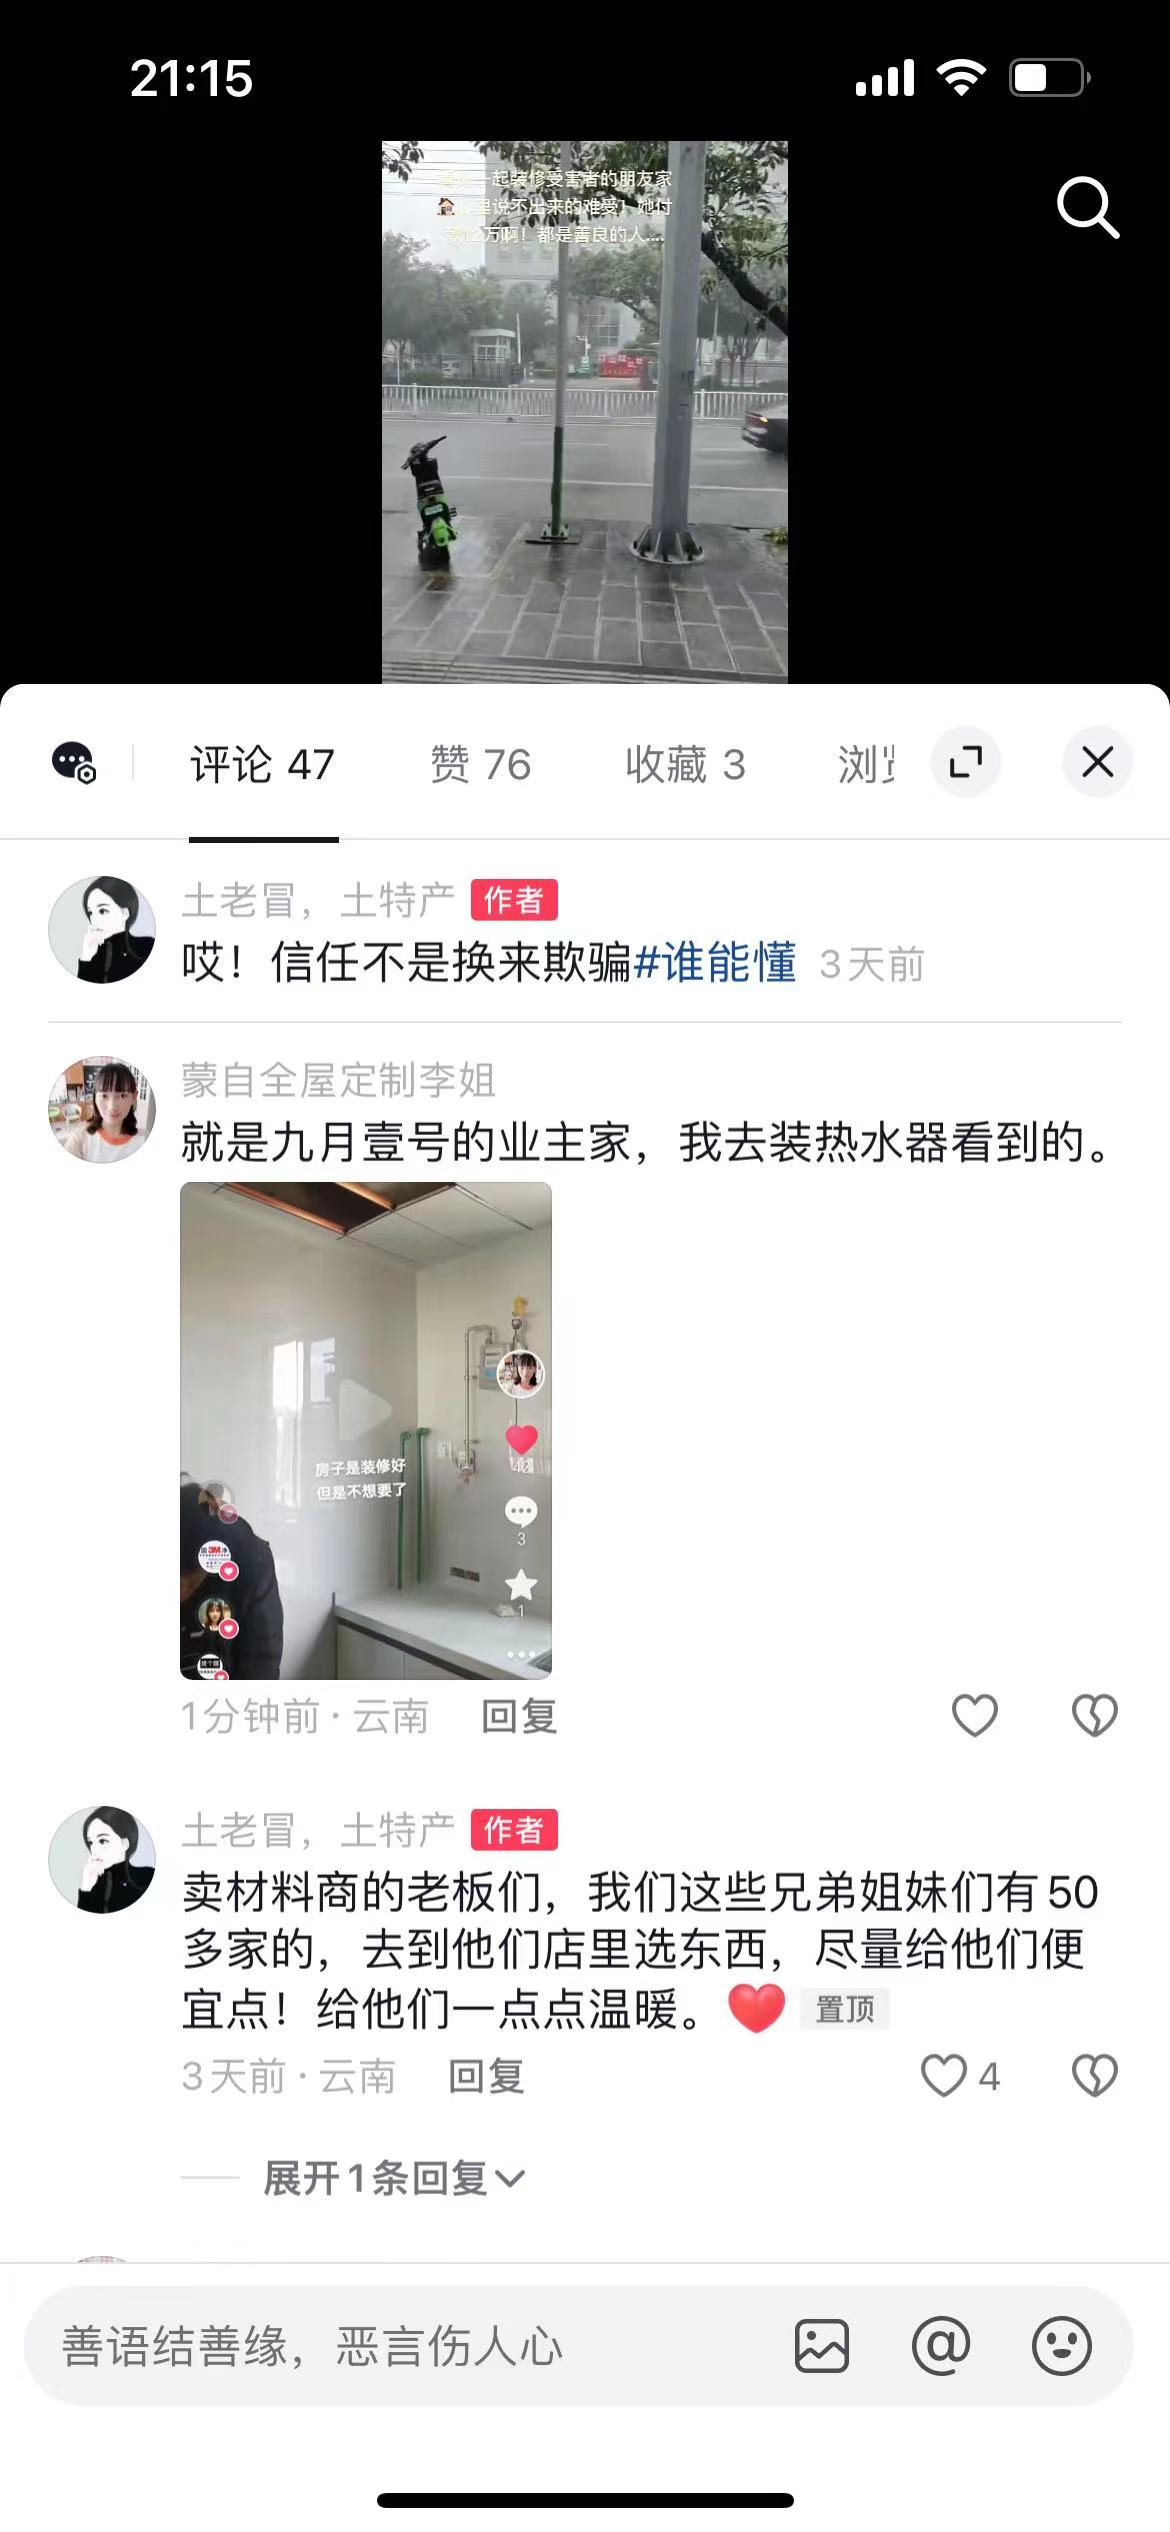 21:15
一起装修受害者的朋友家
里说不出来的难受！她付
款12万啊！都是善良的人....
评论 47
赞 76
收藏 3
浏
土老冒，土特产 作者
哎！信任不是换来欺骗#谁能懂 3天前
蒙自全屋定制李姐
就是九月壹号的业主家，我去装热水器看到的。
房子是装修好
但是不想要了
42
3
1
3M
1分钟前 · 云南 回复
土老冒，土特产 作者
卖材料商的老板们，我们这些兄弟姐妹们有50
多家的，去到他们店里选东西，尽量给他们便
宜点！给他们一点点温暖。❤️ 置顶
3天前 · 云南 回复
4
展开1条回复
善语结善缘，恶言伤人心